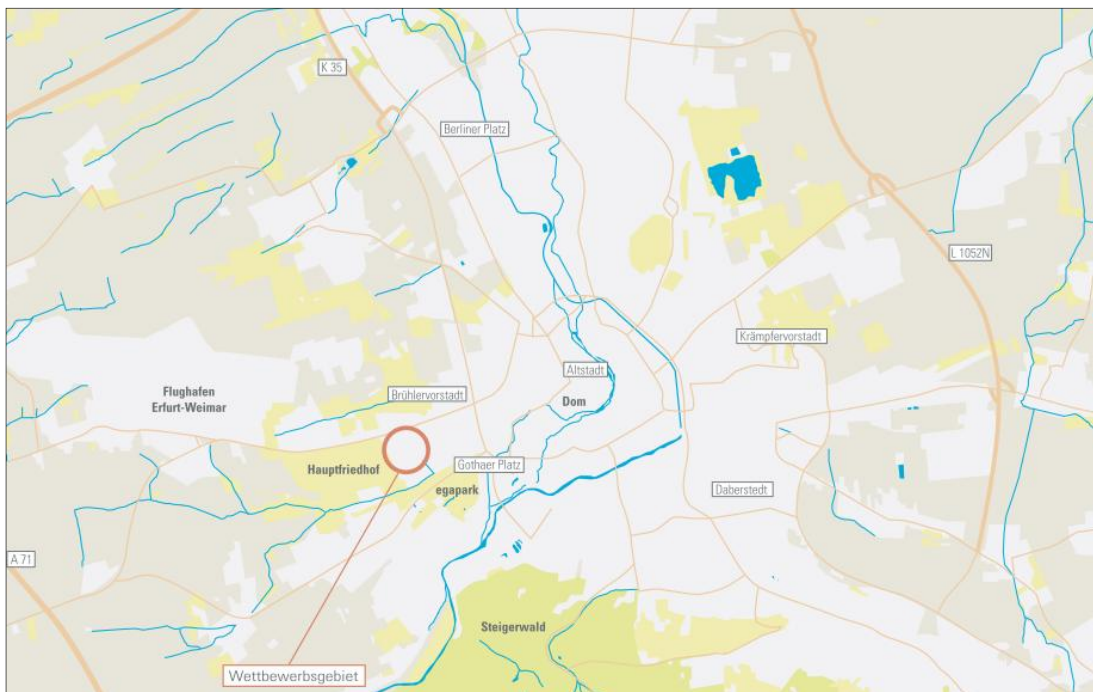 K 35
Berliner Platz
L 1052N
Krämpfervorstadt
Altstadt
Flughafen
Erfurt-Weimar
Brühlervorstadt
Dom
Hauptfriedhof
Gothaer Platz
egapark
Daberstedt
A 71
Steigerwald
Wettbewerbsgebiet